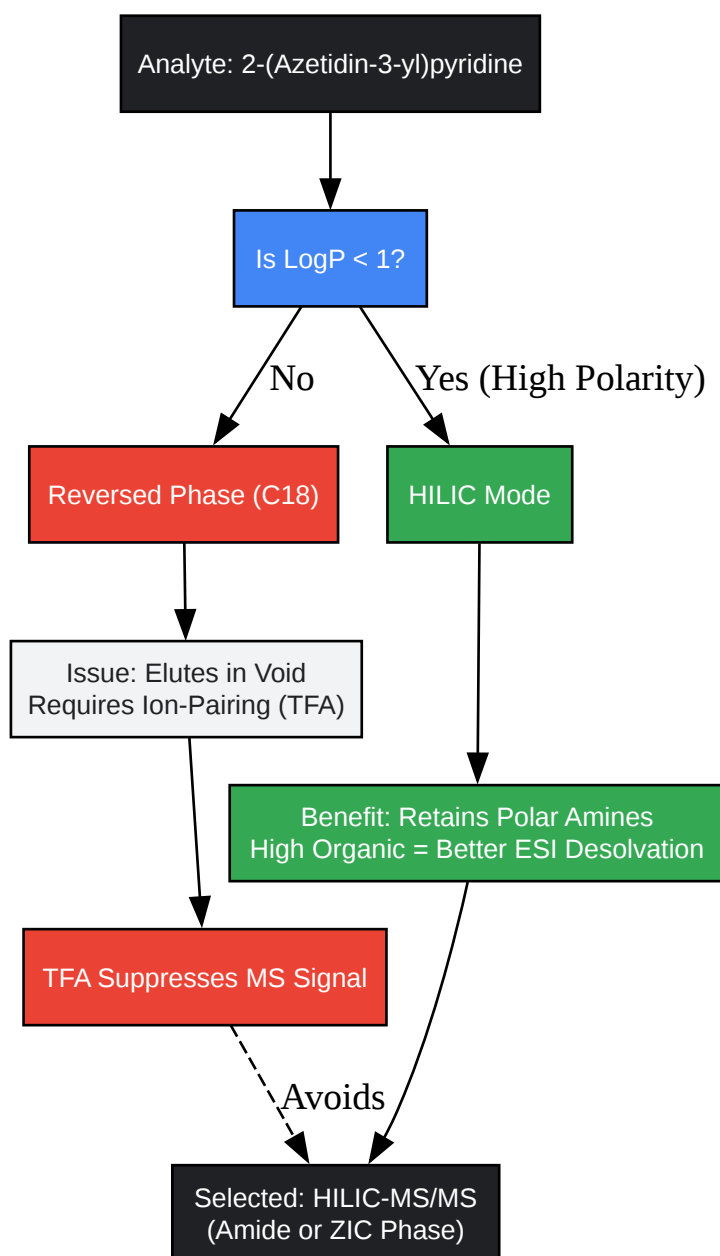 Analyte: 2-(Azetidin-3-yl)pyridine
Is LogP < 1?
No
Yes (High Polarity)
Reversed Phase (C18)
HILIC Mode
Issue: Elutes in Void
Requires Ion-Pairing (TFA)
Benefit: Retains Polar Amines
High Organic = Better ESI Desolvation
TFA Suppresses MS Signal
Avoids
Selected: HILIC-MS/MS
(Amide or ZIC Phase)